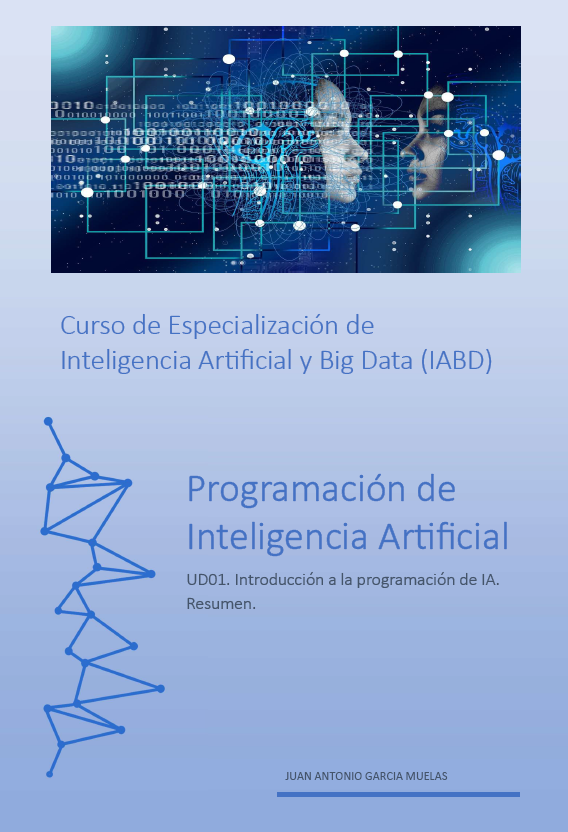 Curso de Especialización de
Inteligencia Artificial y Big Data (IABD)
Programación de
Inteligencia Artificial
UD01. Introducción a la programación de IA.
Resumen.
JUAN ANTONIO GARCIA MUELAS